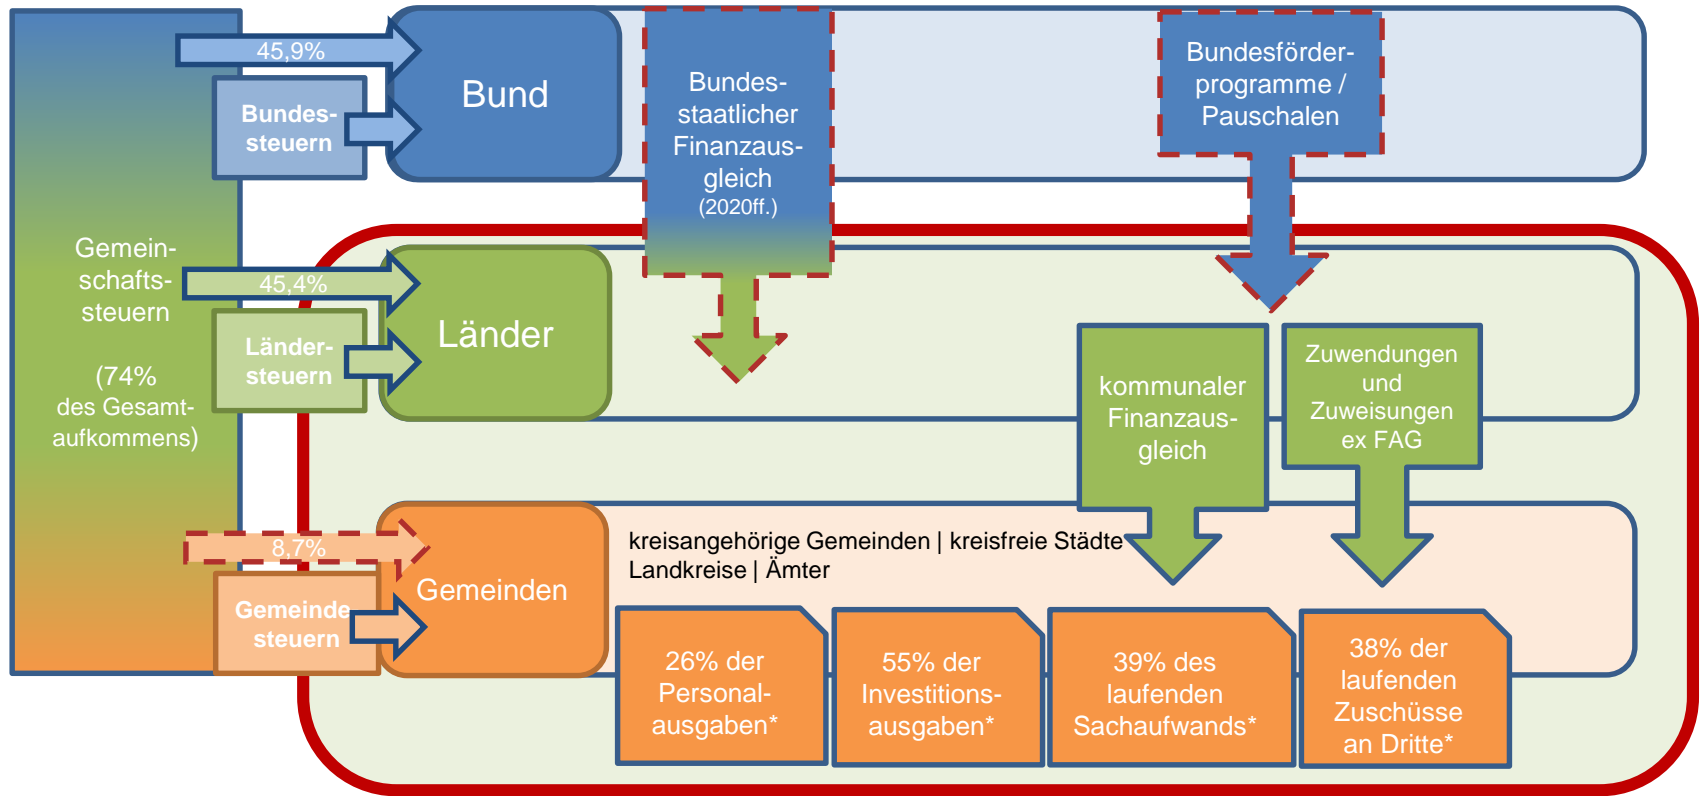 45,9%
Bundes-
steuern
Bund
Bundes-
staatlicher
Finanzaus-
gleich
(2020ff.)
Bundesförder-
programme /
Pauschalen
Gemein-
schafts-
steuern
(74%
des Gesamt-
aufkommens)
45,4%
Länder-
steuern
Länder
kommunaler
Finanzaus-
gleich
Zuwendungen
und
Zuweisungen
ex FAG
8,7%
Gemeinde
steuern
Gemeinden
kreisangehörige Gemeinden | kreisfreie Städte
Landkreise | Ämter
26% der
Personal-
ausgaben*
55% der
Investitions-
ausgaben*
39% des
laufenden
Sachaufwands*
38% der
laufenden
Zuschüsse
an Dritte*